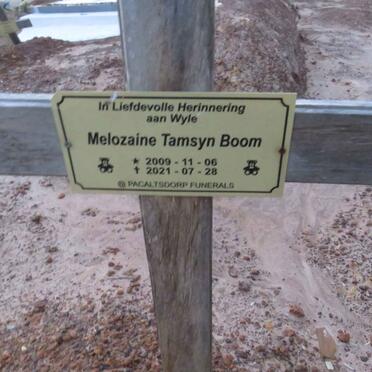 In Liefdevolle Herinnering
aan Wyle
Melozaine Tamsyn Boom
★ 2009 - 11 - 06
✝ 2021 - 07 - 28
@ PACALTSDORP FUNERALS